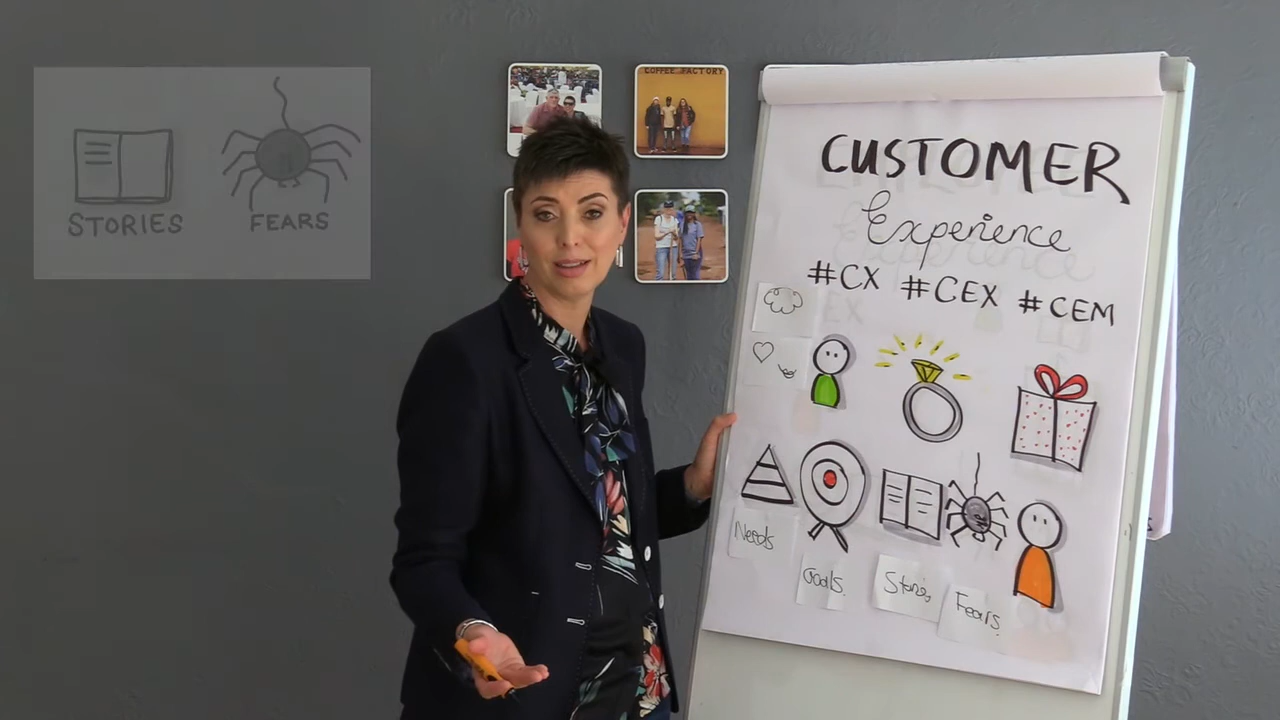 STORIES
FEARS
COFFEE FACTORY
CUSTOMER
Experience
#CX #CEX #CEM
Needs
Goals.
Stories
Fears.